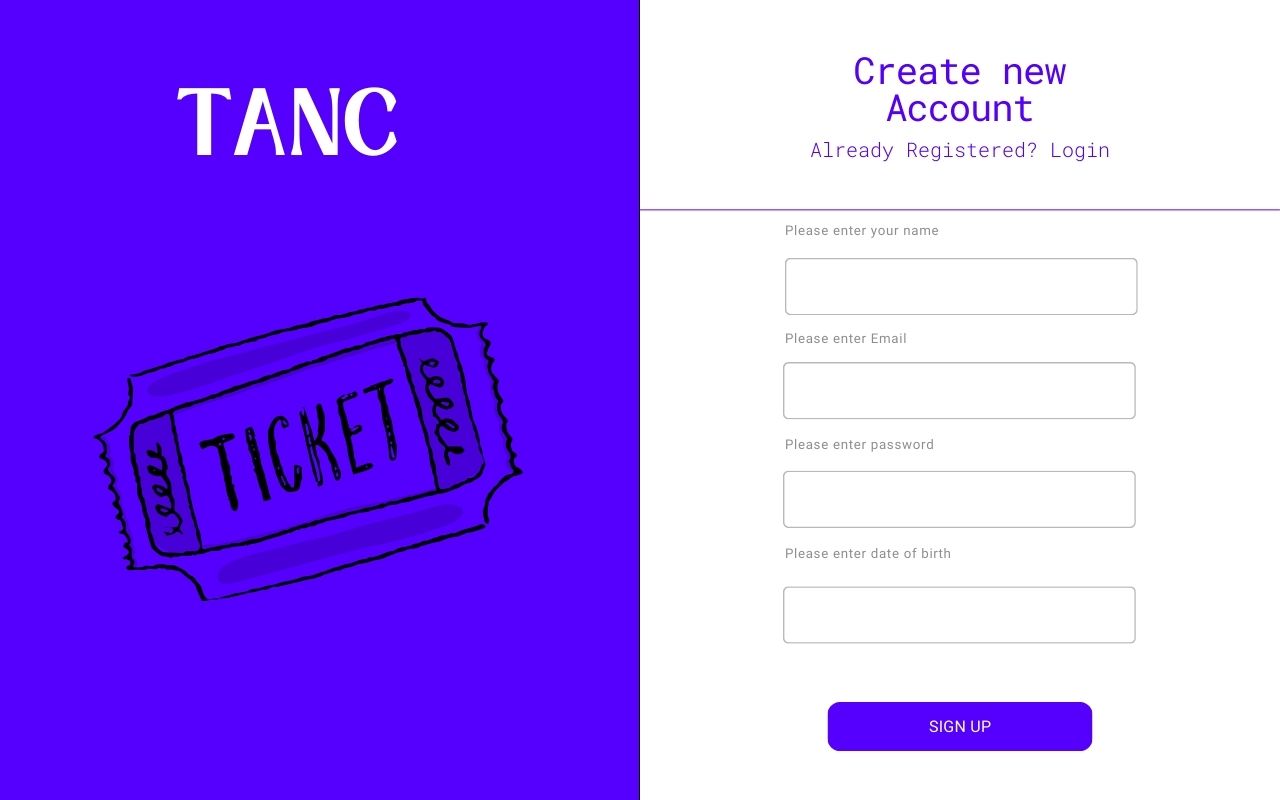 TANC
TICKET
Create new
Account
Already Registered? Login
Please enter your name
Please enter Email
Please enter password
Please enter date of birth
SIGN UP